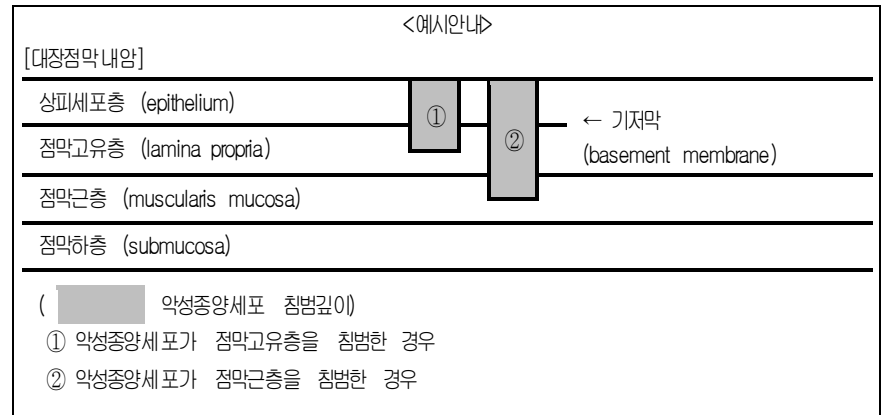 <예시안내>
[대장점막내암]
상피세포층 (epithelium)
①
② 
← 기저막
점막고유층 (lamina propria)
(basement membrane)
점막근층 (muscularis mucosa)
점막하층 (submucosa)
( 악성종양세포 침범깊이)
① 악성종양세포가 점막고유층을 침범한 경우
② 악성종양세포가 점막근층을 침범한 경우